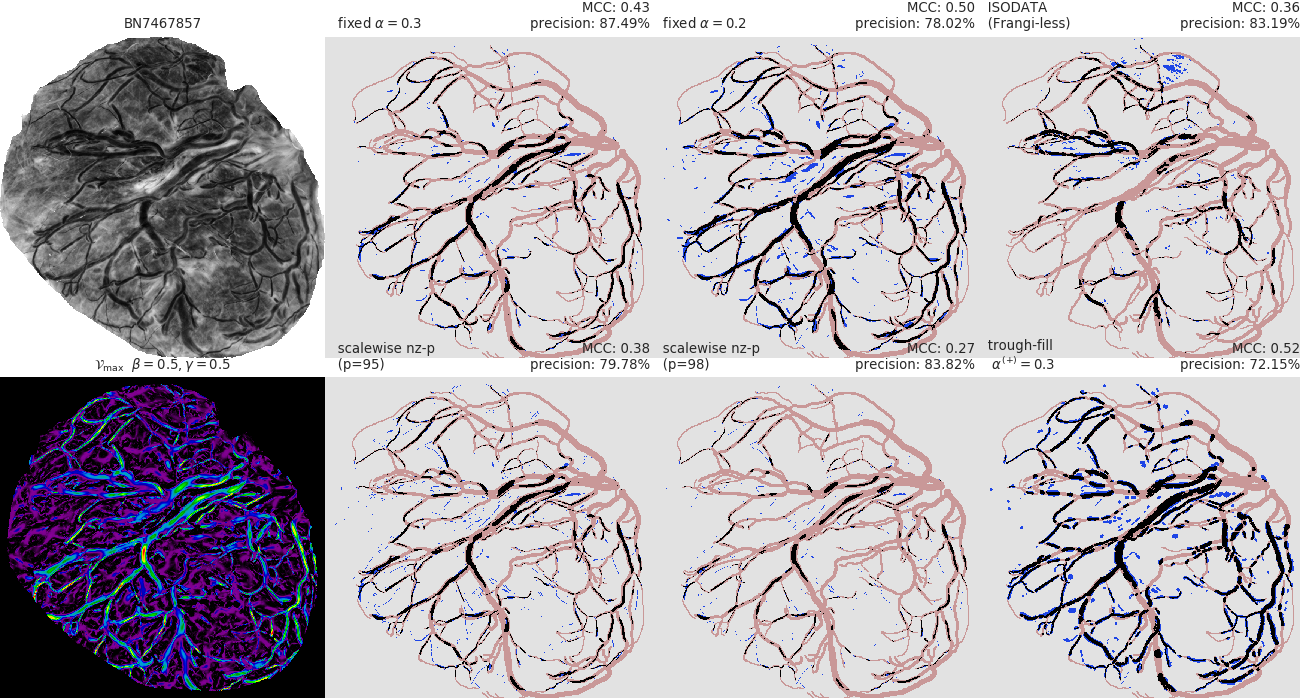 BN7467857
fixed α = 0.3
MCC: 0.43
precision: 87.49%
fixed α = 0.2
MCC: 0.50
precision: 78.02%
ISODATA
(Frangi-less)
MCC: 0.36
precision: 83.19%
𝒱max β = 0.5, γ = 0.5
scalewise nz-p
(p=95)
MCC: 0.38
precision: 79.78%
scalewise nz-p
(p=98)
MCC: 0.27
precision: 83.82%
trough-fill
α(+) = 0.3
MCC: 0.52
precision: 72.15%